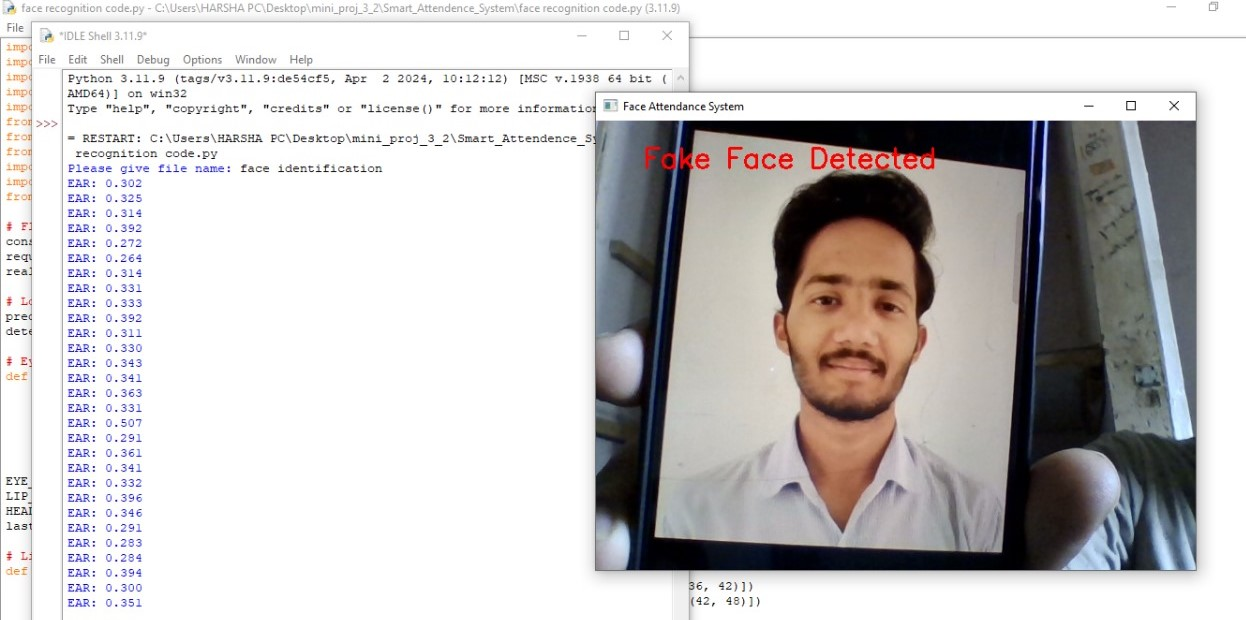 face recognition code.py - C:\Users\HARSHA PC\Desktop\mini_proj_3_2\Smart_Attendence_System\face recognition code.py (3.11.9)
File
*IDLE Shell 3.11.9*
File Edit Shell Debug Options Window Help
Python 3.11.9 (tags/v3.11.9:de54cf5, Apr 2 2024, 10:12:12) [MSC v.1938 64 bit (
AMD64)] on win32
Type "help", "copyright", "credits" or "license()" for more information
>>>
= RESTART: C:\Users\HARSHA PC\Desktop\mini_proj_3_2\Smart_Attendence_Sy
recognition code.py
Please give file name: face identification
EAR: 0.302
EAR: 0.325
EAR: 0.314
EAR: 0.392
EAR: 0.272
EAR: 0.264
EAR: 0.314
EAR: 0.331
EAR: 0.333
EAR: 0.392
EAR: 0.311
EAR: 0.330
EAR: 0.343
EAR: 0.341
EAR: 0.363
EAR: 0.331
EAR: 0.507
EAR: 0.291
EAR: 0.361
EAR: 0.341
EAR: 0.332
EAR: 0.396
EAR: 0.346
EAR: 0.291
EAR: 0.283
EAR: 0.284
EAR: 0.394
EAR: 0.300
EAR: 0.351
impo
impo
impo
impo
impo
from
from
from
impo
impo
from
# Fl
cons
requ
real
# Lo
pred
dete
# Ey
def
EYE_
LIP_
HEAD
last
# Li
def
Face Attendance System
Fake Face Detected
36, 42)])
(42, 48)])